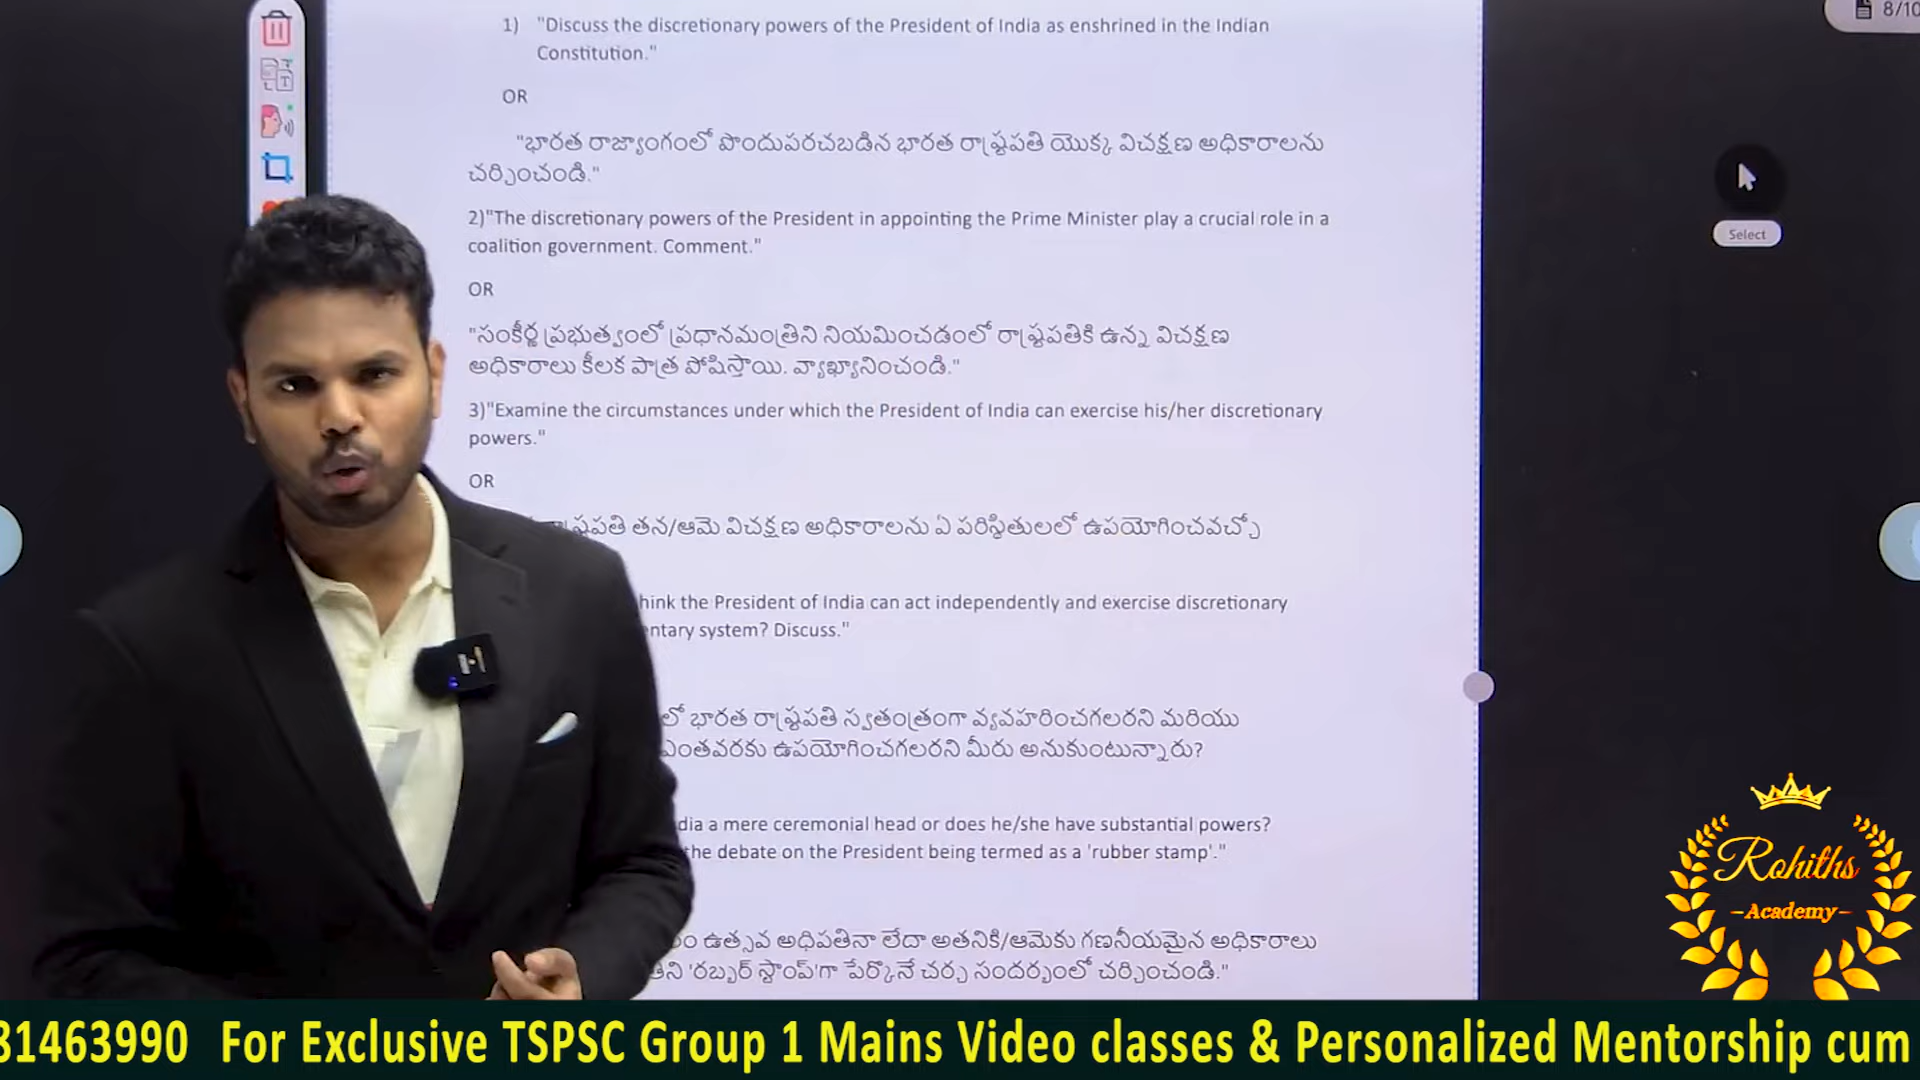 8/10
1) "Discuss the discretionary powers of the President of India as enshrined in the Indian
Constitution."
OR
"భారత రాజ్యాంగంలో పొందుపరచబడిన భారత రాష్ట్రపతి యొక్క విచక్షణ అధికారాలను
చర్చించండి."
Select
2)"The discretionary powers of the President in appointing the Prime Minister play a crucial role in a
coalition government. Comment."
OR
"సంకీర్ణ ప్రభుత్వంలో ప్రధానమంత్రిని నియమించడంలో రాష్ట్రపతికి ఉన్న విచక్షణ
అధికారాలు కీలక పాత్ర పోషిస్తాయి. వ్యాఖ్యానించండి."
3)"Examine the circumstances under which the President of India can exercise his/her discretionary
powers."
OR
తన/ఆమె విచక్షణ అధికారాలను ఏ పరిస్థితులలో ఉపయోగించవచ్చో
the President of India can act independently and exercise discretionary
system? Discuss."
భారత రాష్ట్రపతి స్వతంత్రంగా వ్యవహరించగలరని మరియు
ఎంతవరకు ఉపయోగించగలరని మీరు అనుకుంటున్నారు?
a mere ceremonial head or does he/she have substantial powers?
the debate on the President being termed as a 'rubber stamp'."
ఉత్సవ అధిపతినా లేదా అతనికి/ఆమెకు గణనీయమైన అధికారాలు
'రబ్బర్ స్టాంప్'గా పేర్కొనే చర్చ సందర్భంలో చర్చించండి."
Rohiths
-Academy-
31463990 For Exclusive TSPSC Group 1 Mains Video classes & Personalized Mentorship cum